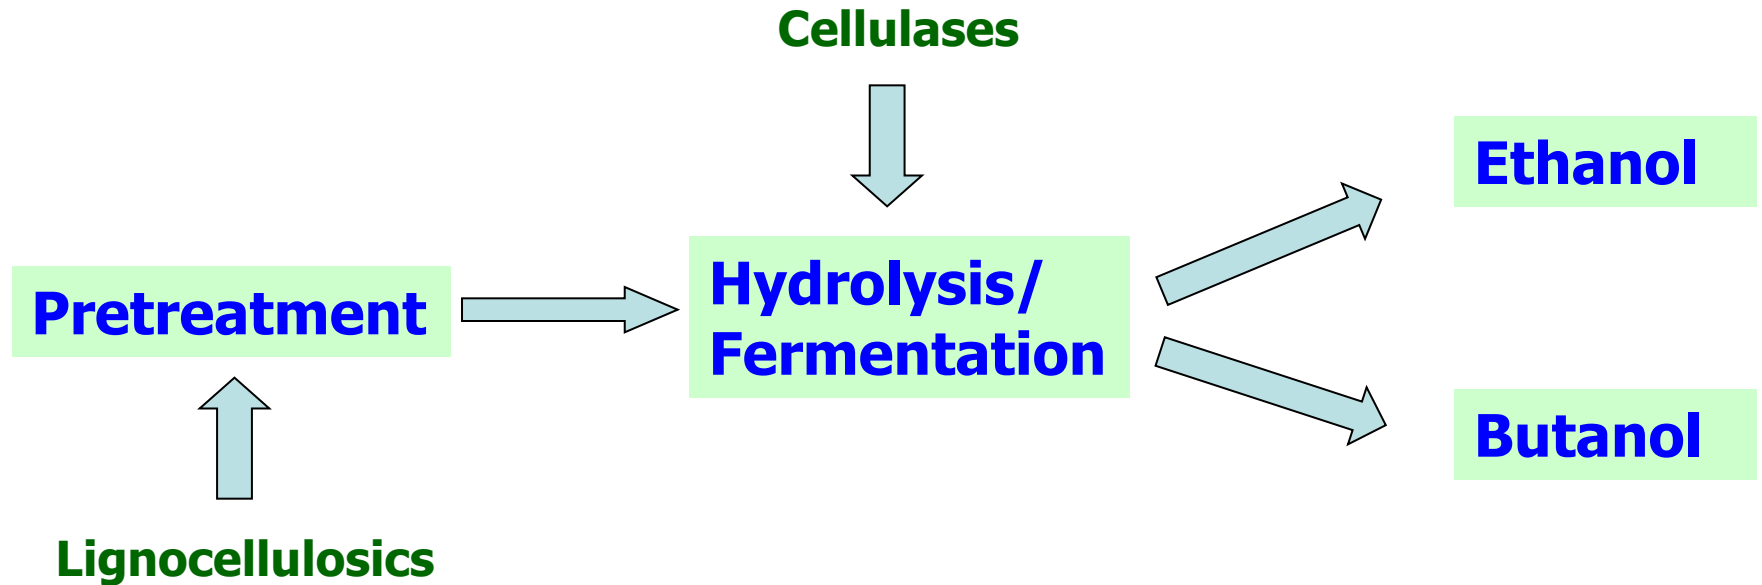 Cellulases
Ethanol
Pretreatment
Hydrolysis/
Fermentation
Butanol
Lignocellulosics